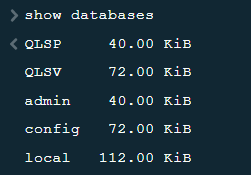 show databases
QLSP 40.00 KiB
QLSV 72.00 KiB
admin 40.00 KiB
config 72.00 KiB
local 112.00 KiB